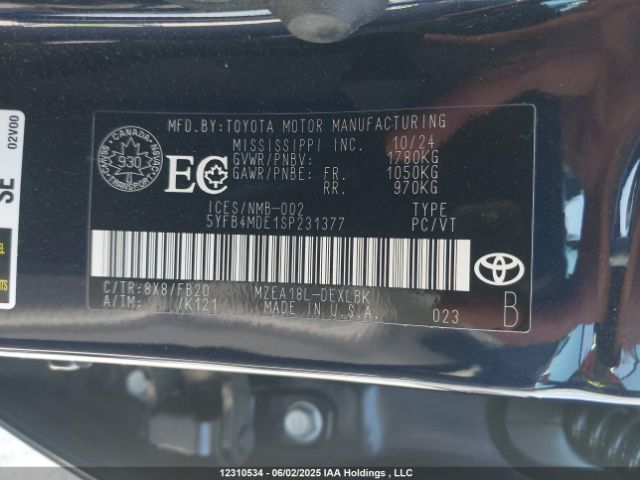 MFD.BY:TOYOTA MOTOR MANUFACTURING
MISSISSIPPI INC. 10/24
GVWR/PNBV: 1780KG
GAWR/PNBE: FR. 1050KG
RR. 970KG
CANADA
930
TRANSPORT
EC
ICES/NMB-002 TYPE
5YFB4MDE1SP231377 PC/VT
C/TR:8X8/FB20 MZEA18L-DEXLBK
A/TM: /K121 MADE IN U.S.A.
023
B
02V00
SE
12310534 - 06/02/2025 IAA Holdings , LLC